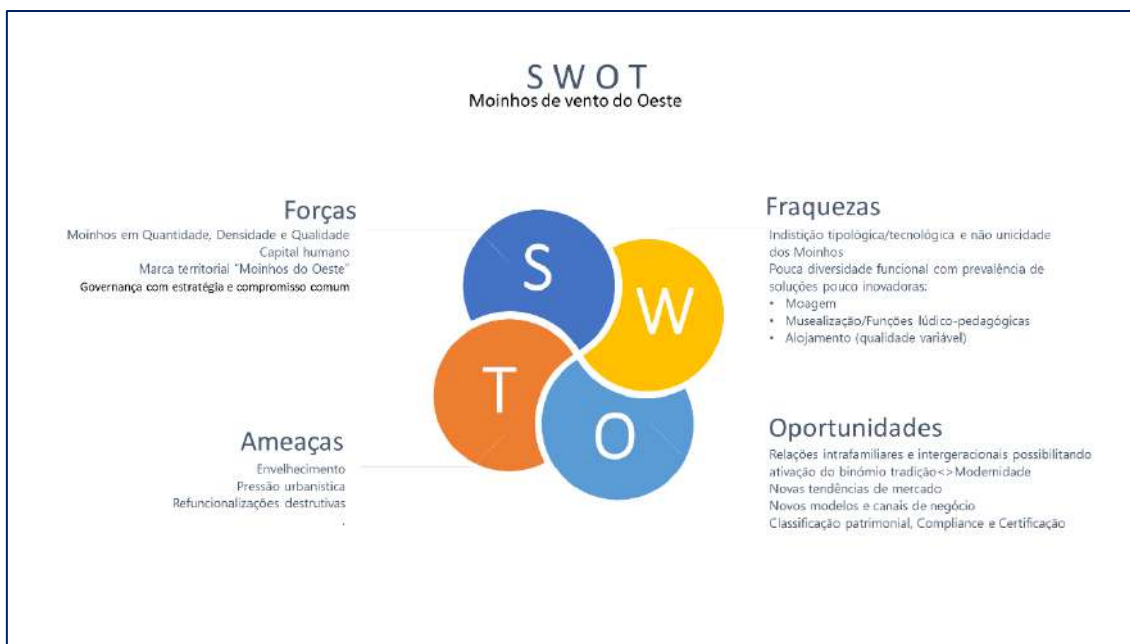 S W O T
Moinhos de vento do Oeste
Forças
Moinhos em Quantidade, Densidade e Qualidade
Capital humano
Marca territorial "Moinhos do Oeste"
Governança com estratégia e compromisso comum
Fraquezas
Indistição tipológica/tecnológica e não unicidade
dos Moinhos
Pouca diversidade funcional com prevalência de
soluções pouco inovadoras:
• Moagem
• Musealização/Funções lúdico-pedagógicas
• Alojamento (qualidade variável)
S
W
T
O
Ameaças
Envelhecimento
Pressão urbanística
Refuncionalizações destrutivas
.
Oportunidades
Relações intrafamiliares e intergeracionais possibilitando
ativação do binómio tradição<>Modernidade
Novas tendências de mercado
Novos modelos e canais de negócio
Classificação patrimonial, Compliance e Certificação